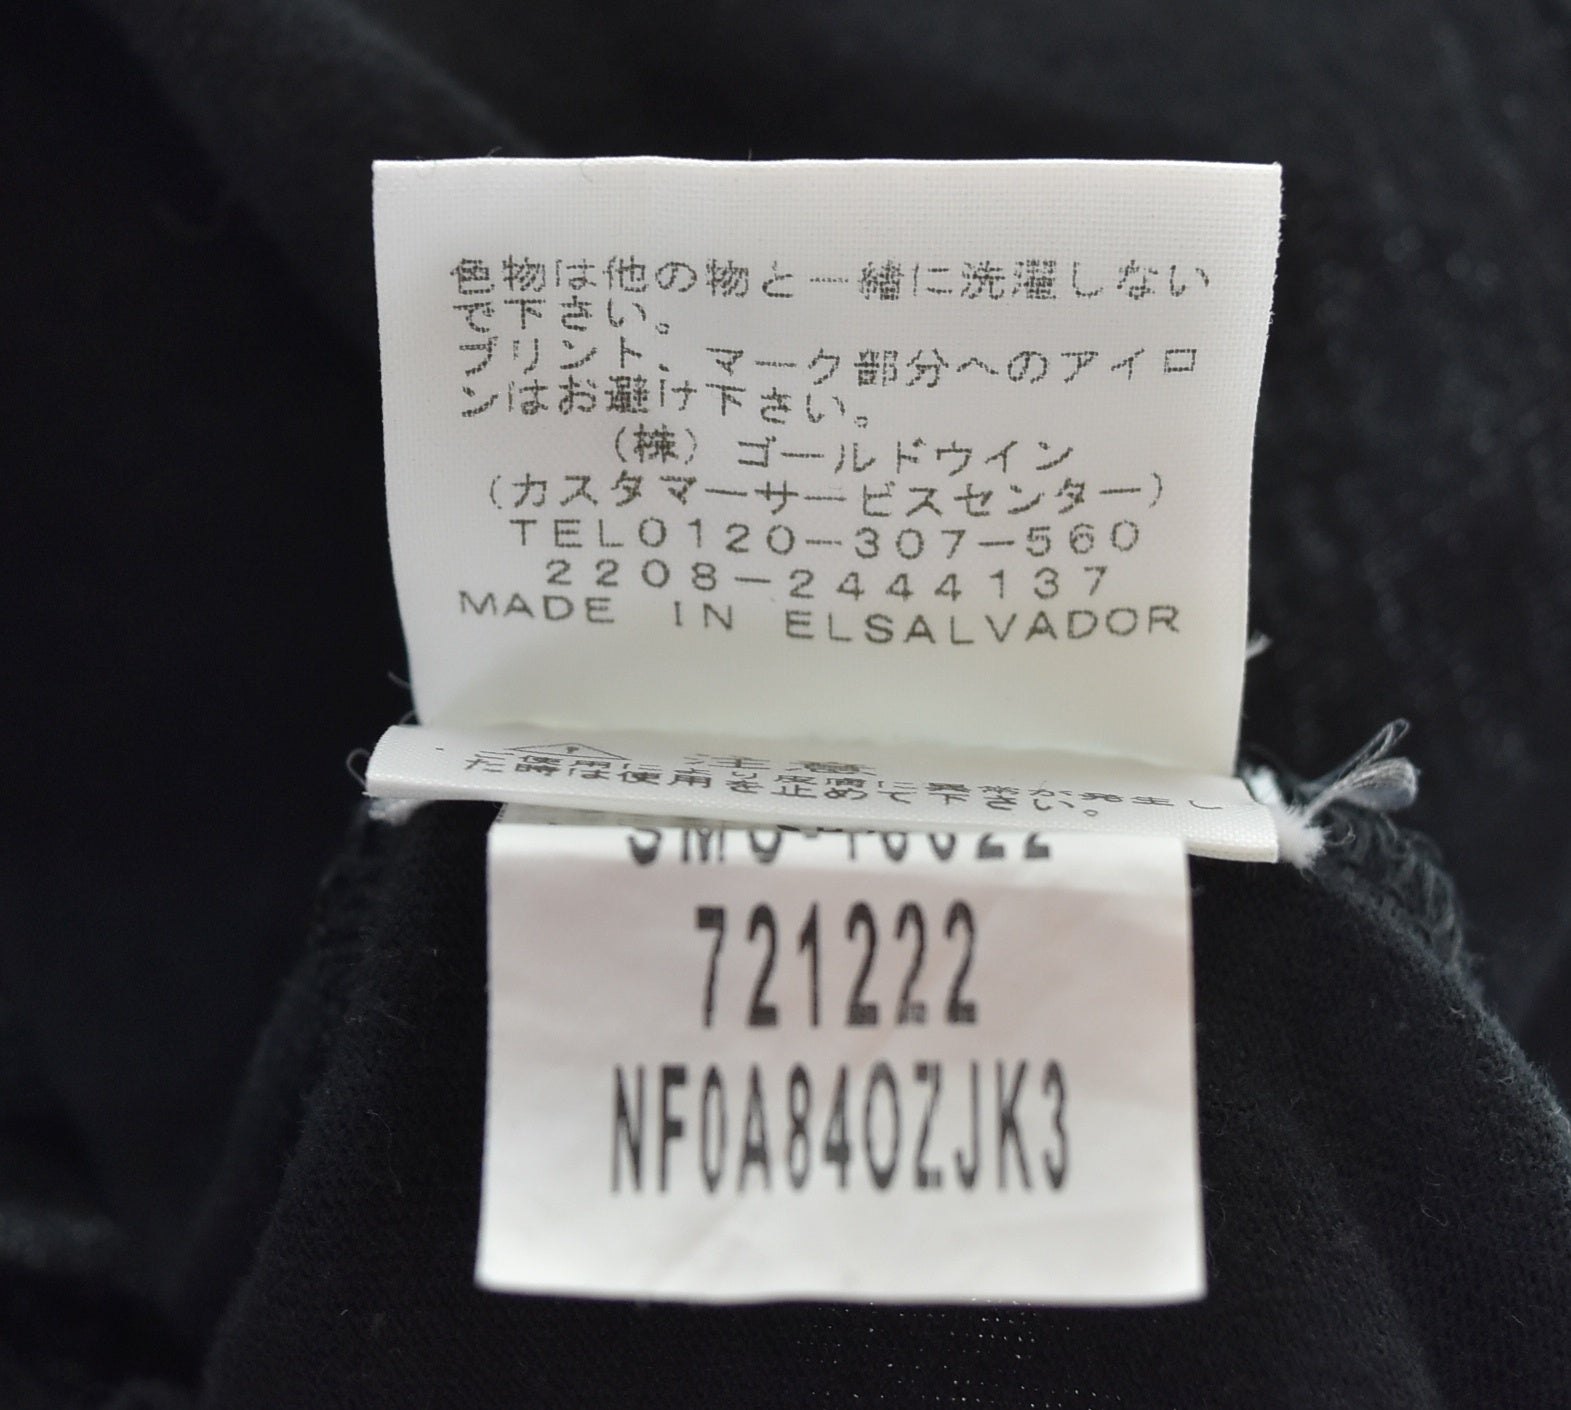 色物は他の物と一緒に洗濯しない
で下さい。
プリント、マーク部分へのアイロ
ンはお避け下さい。
(株) ゴールドウイン
(カスタマーサービスセンター)
TEL0120-307-560
2208-2444137
MADE IN ELSALVADOR
注意
た時は使用を止めて下さい。
721222
NF0A84OZJK3